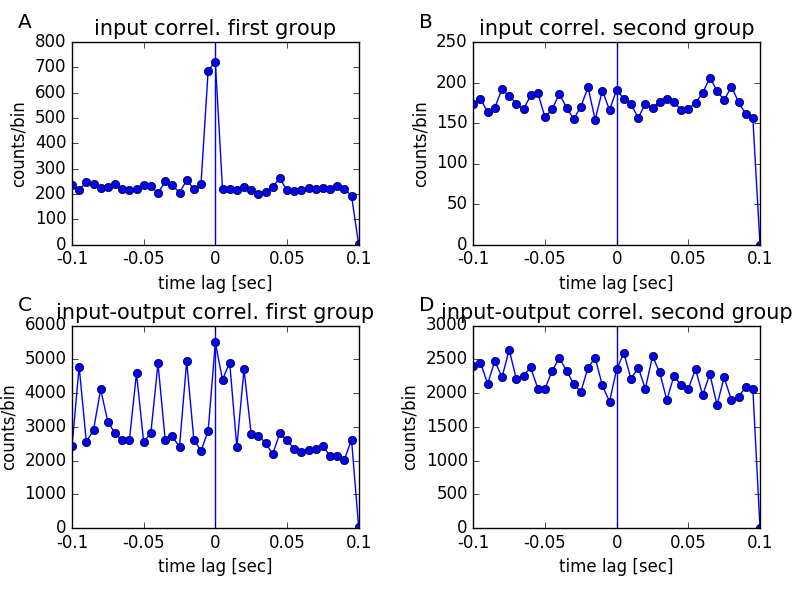 A
input correl. first group
800
700
600
500
400
300
200
100
0
counts/bin
-0.1 -0.05 0 0.05 0.1
time lag [sec]
B
input correl. second group
250
200
150
100
50
0
counts/bin
-0.1 -0.05 0 0.05 0.1
time lag [sec]
C
input-output correl. first group
6000
5000
4000
3000
2000
1000
0
counts/bin
-0.1 -0.05 0 0.05 0.1
time lag [sec]
D
input-output correl. second group
3000
2500
2000
1500
1000
500
0
counts/bin
-0.1 -0.05 0 0.05 0.1
time lag [sec]